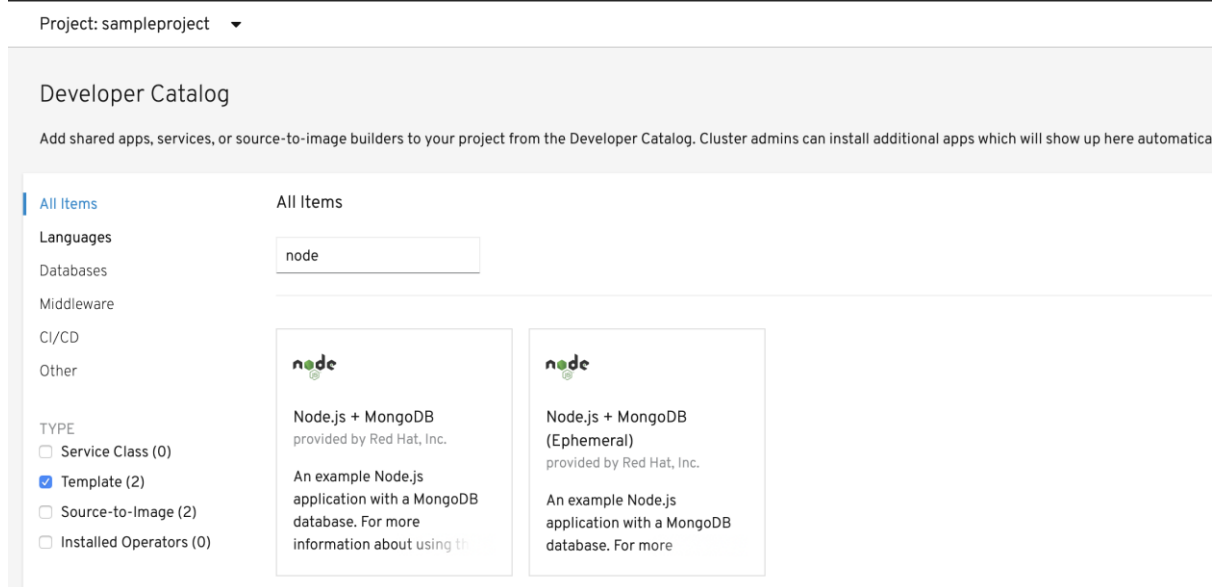 Project: sampleproject
Developer Catalog
Add shared apps, services, or source-to-image builders to your project from the Developer Catalog. Cluster admins can install additional apps which will show up here automatica
All Items
Languages
Databases
Middleware
CI/CD
Other
TYPE
Service Class (0)
Template (2)
Source-to-Image (2)
Installed Operators (0)
All Items
node
node
JS
Node.js + MongoDB
provided by Red Hat, Inc.
An example Node.js
application with a MongoDB
database. For more
information about using th
node
JS
Node.js + MongoDB
(Ephemeral)
provided by Red Hat, Inc.
An example Node.js
application with a MongoDB
database. For more